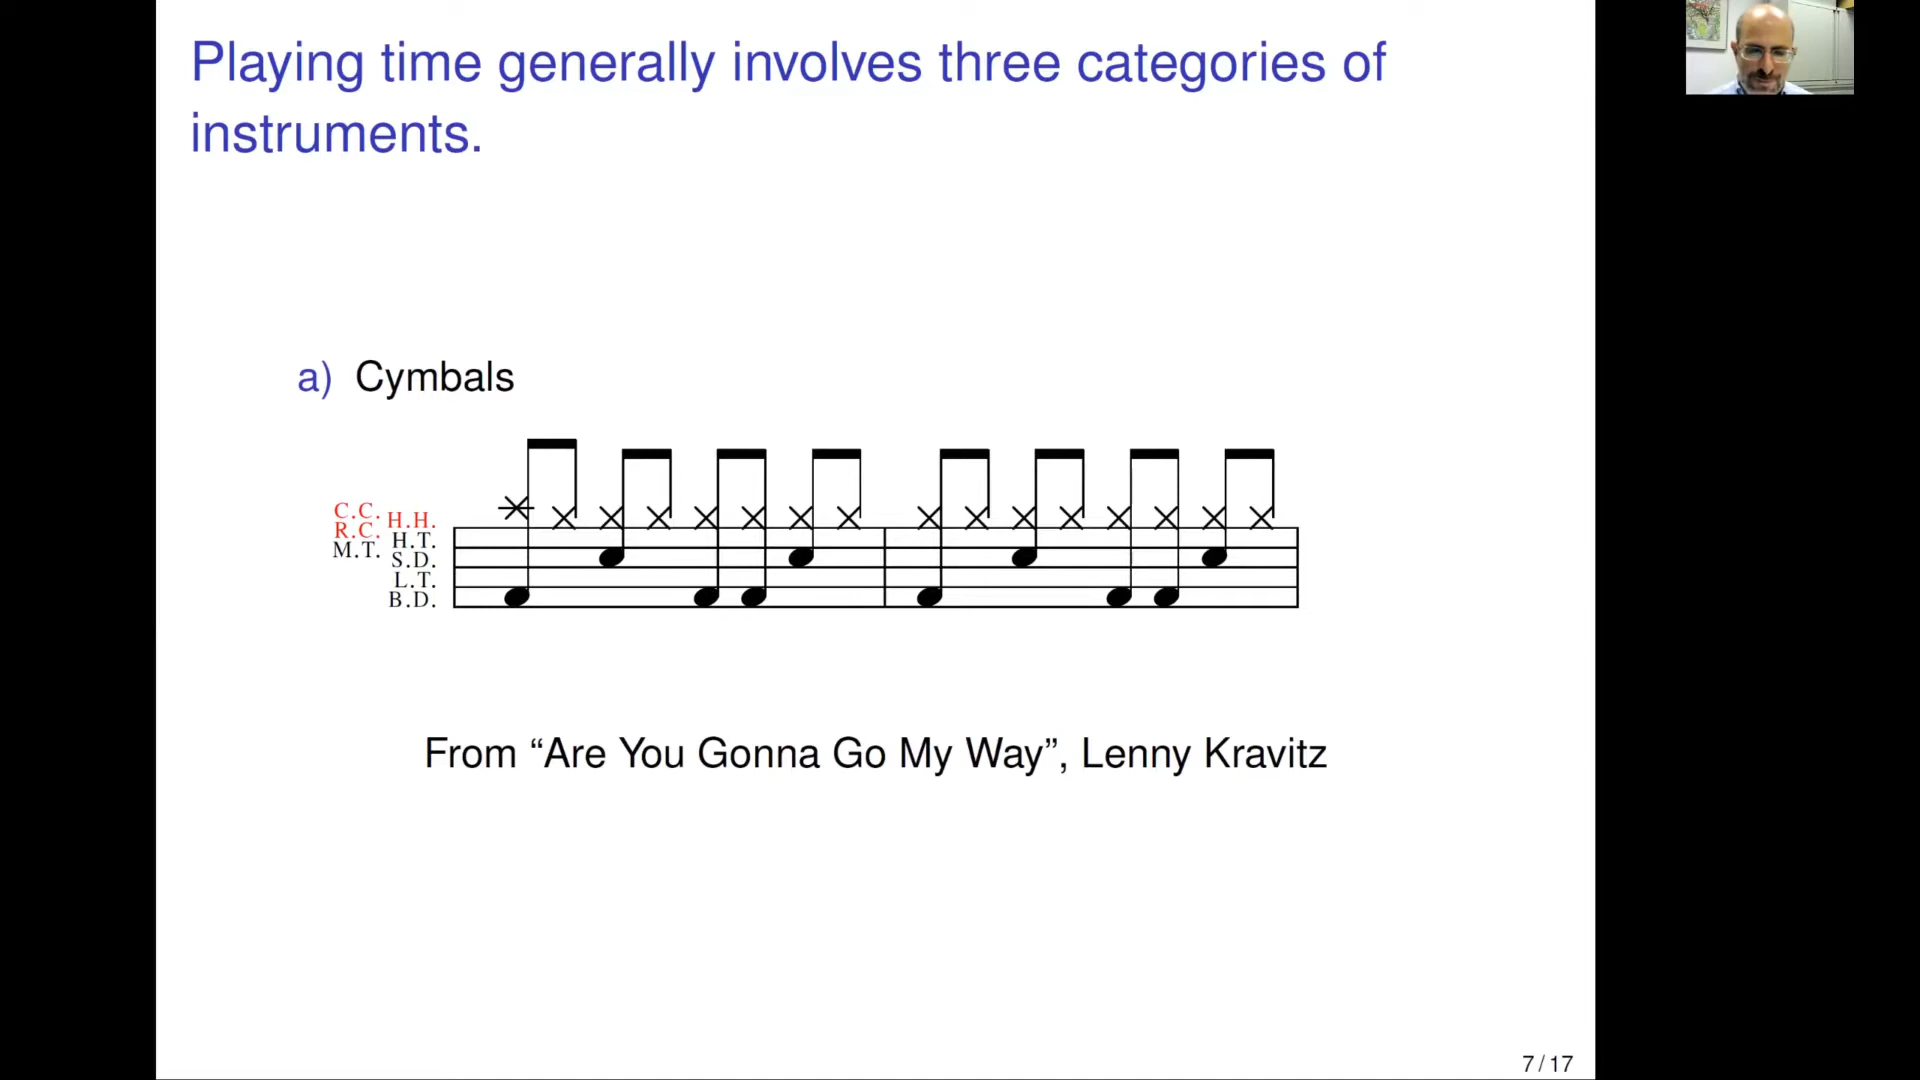 Playing time generally involves three categories of
instruments.
a) Cymbals
C.C. H.H.
R.C. H.T.
M.T. S.D.
L.T.
B.D.
From “Are You Gonna Go My Way”, Lenny Kravitz
7 / 17